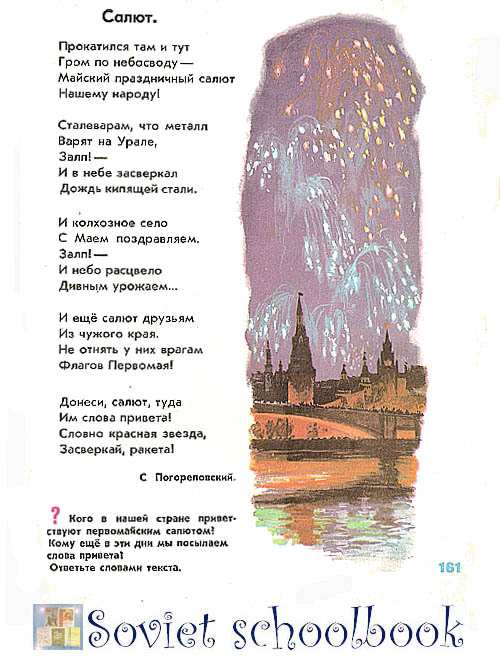 Салют.
Прокатился там и тут
Гром по небосводу—
Майский праздничный салют
Нашему народу!
Сталеварам, что металл
Варят на Урале,
Залп!—
И в небе засверкал
Дождь кипящей стали.
И колхозное село
С Маем поздравляем.
Залп!—
И небо расцвело
Дивным урожаем...
И ещё салют друзьям
Из чужого края.
Не отнять у них врагам
Флагов Первомая!
Донеси, салют, туда
Им слова привета!
Словно красная звезда,
Засверкай, ракета!
С Погореловский.
? Кого в нашей стране привет-
ствуют первомайским салютом?
Кому ещё в эти дни мы посылаем
слова привета?
Ответьте словами текста.
161
Soviet schoolbook